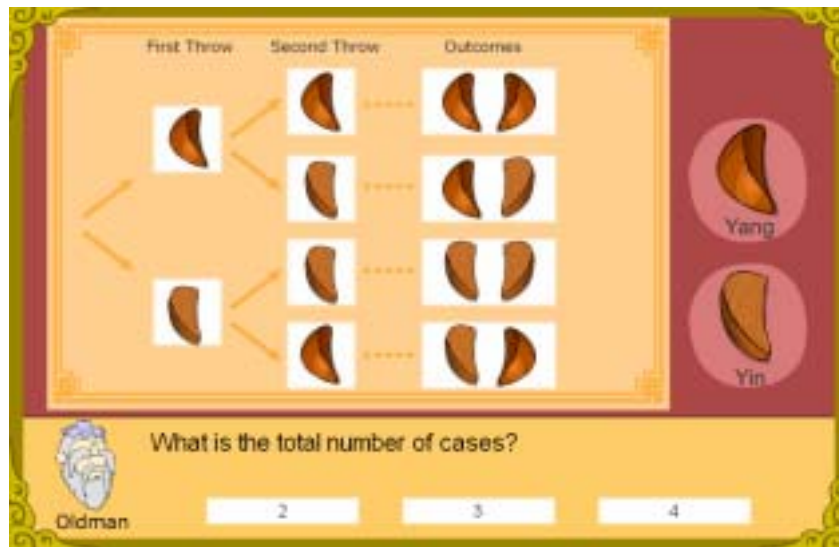 First Throw Second Throw Outcomes
Yang
Yin
What is the total number of cases?
Oldman
2 3 4